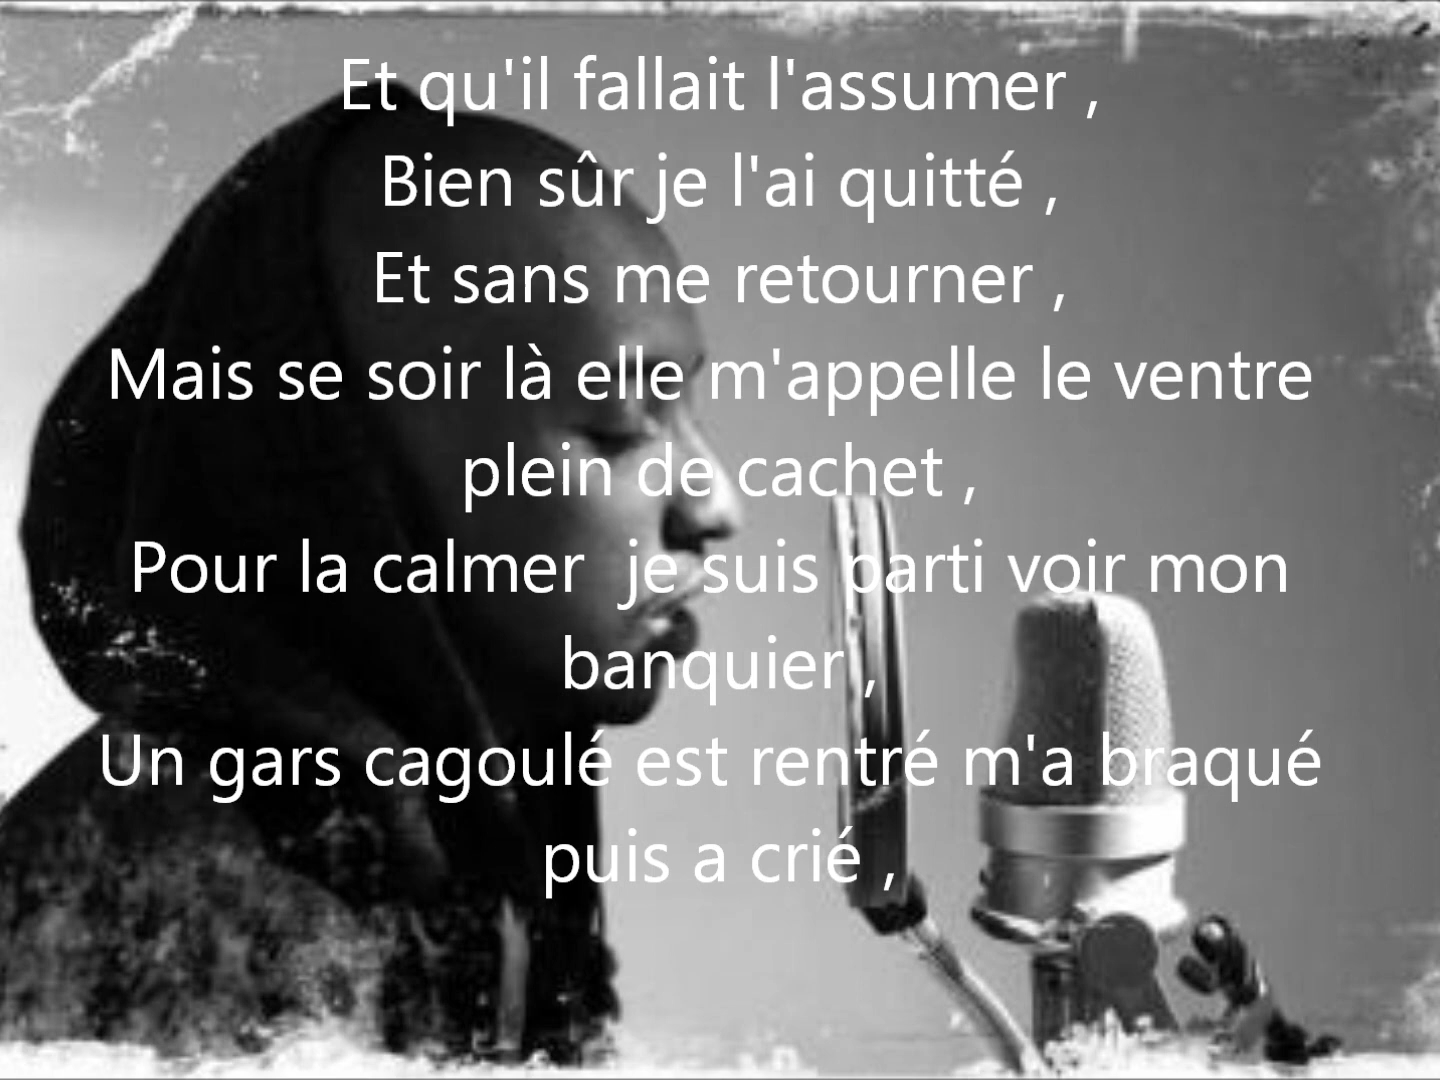 Et qu'il fallait l'assumer ,
Bien sûr je l'ai quitté ,
Et sans me retourner ,
Mais se soir là elle m'appelle le ventre
plein de cachet ,
Pour la calmer  je suis parti voir mon
banquier ,
Un gars cagoulé est rentré m'a braqué
puis a crié ,